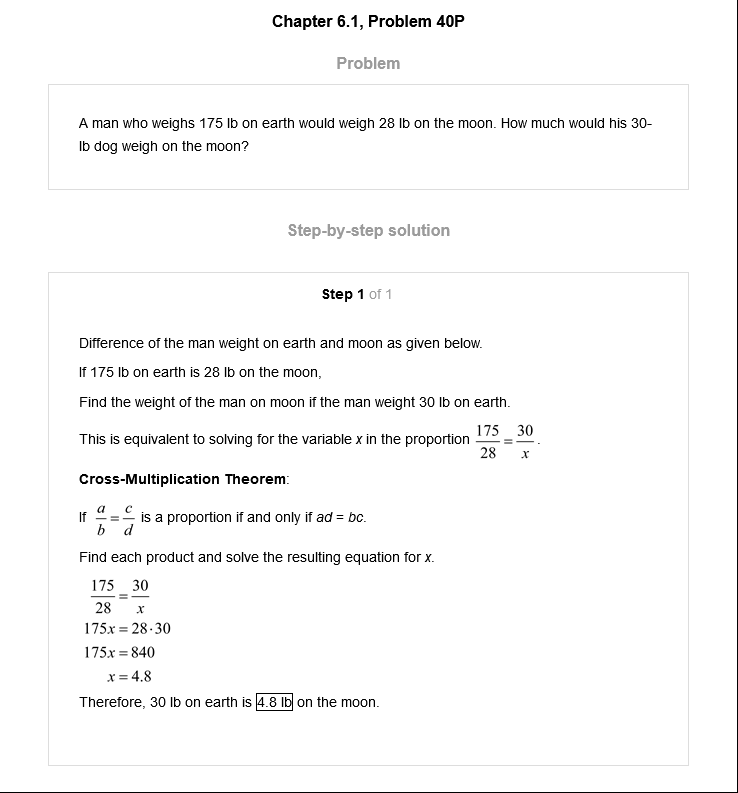 Chapter 6.1, Problem 40P
Problem
A man who weighs 175 lb on earth would weigh 28 lb on the moon. How much would his 30-
lb dog weigh on the moon?
Step-by-step solution
Step 1 of 1
Difference of the man weight on earth and moon as given below.
If 175 lb on earth is 28 lb on the moon,
Find the weight of the man on moon if the man weight 30 lb on earth.
This is equivalent to solving for the variable x in the proportion 175/28 = 30/x.
Cross-Multiplication Theorem:
If a/b = c/d is a proportion if and only if ad = bc.
Find each product and solve the resulting equation for x.
175/28 = 30/x
175x = 28·30
175x = 840
x = 4.8
Therefore, 30 lb on earth is 4.8 lb on the moon.